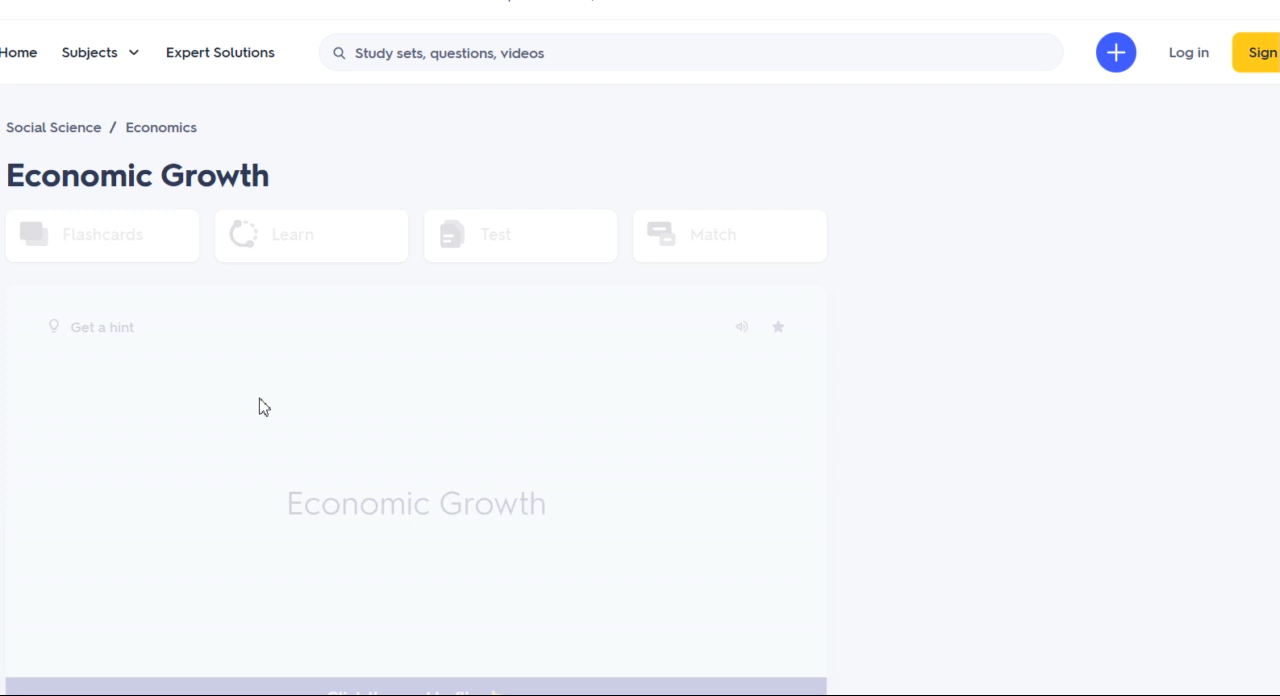 Home Subjects Expert Solutions Study sets, questions, videos Log in Sign
Social Science / Economics
Economic Growth
Flashcards Learn Test Match
Get a hint
Economic Growth